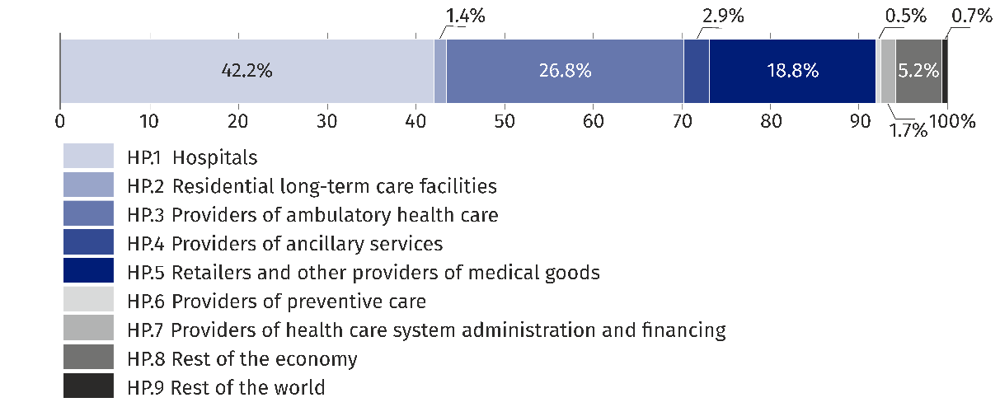 1.4% 2.9% 0.5% 0.7%
42.2% 26.8% 18.8% 5.2%
0 10 20 30 40 50 60 70 80 90 100%
1.7%
HP.1 Hospitals
HP.2 Residential long-term care facilities
HP.3 Providers of ambulatory health care
HP.4 Providers of ancillary services
HP.5 Retailers and other providers of medical goods
HP.6 Providers of preventive care
HP.7 Providers of health care system administration and financing
HP.8 Rest of the economy
HP.9 Rest of the world